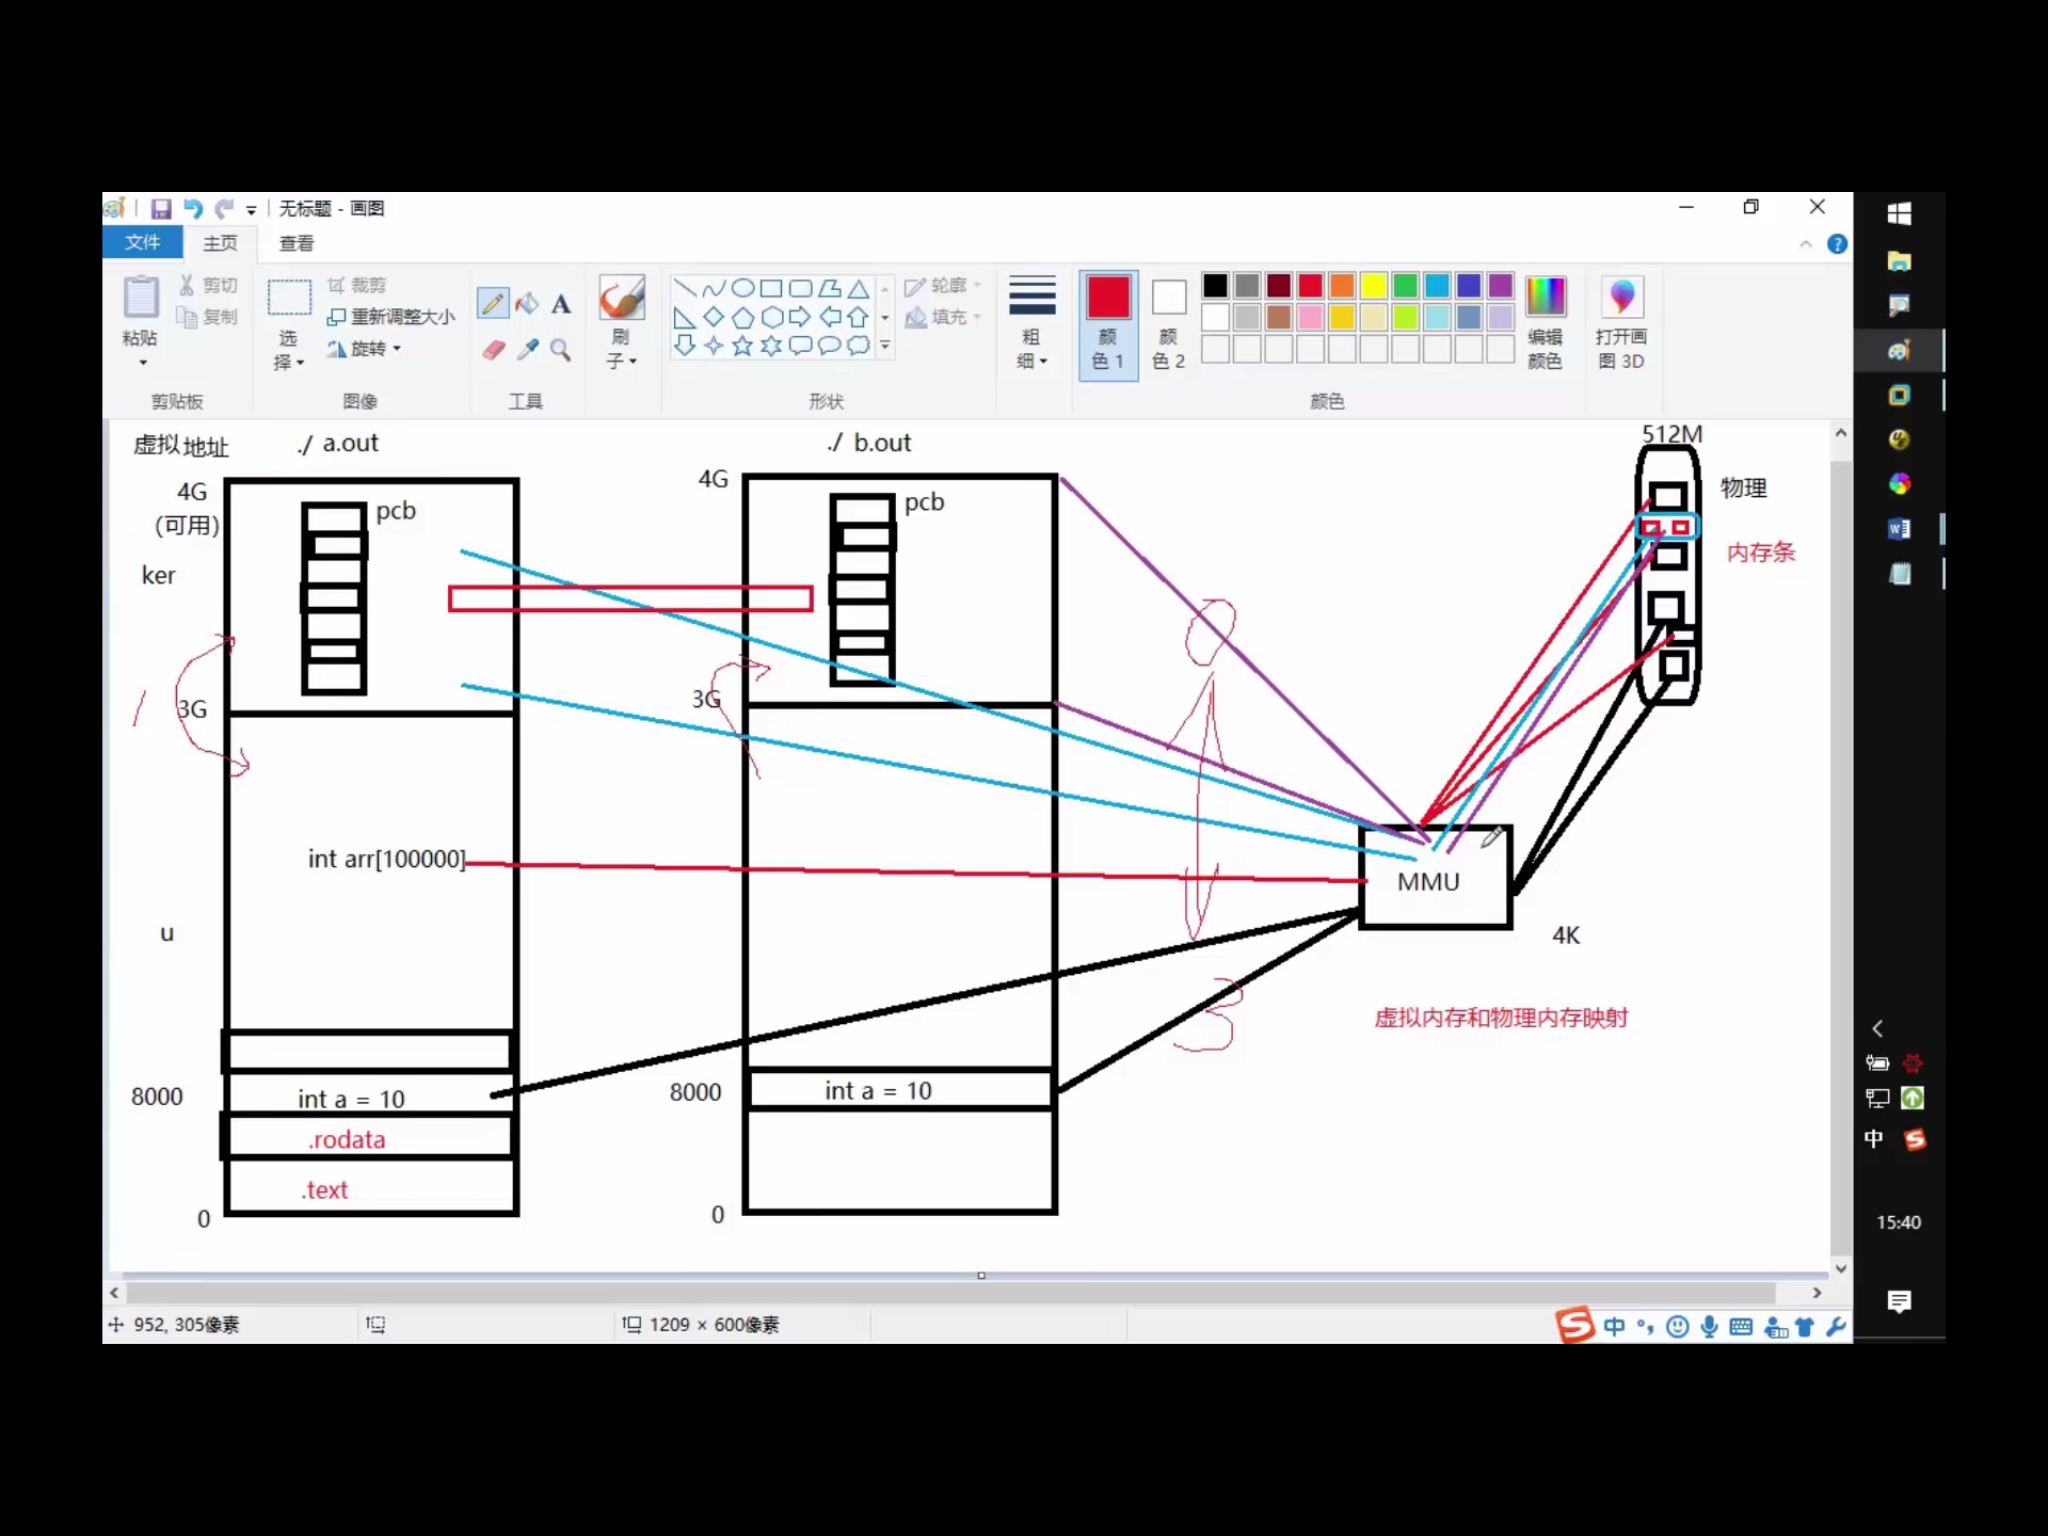 无标题 - 画图
文件 主页 查看
粘贴 剪切 复制
剪贴板
选择 裁剪 重新调整大小 旋转
图像
A
工具
刷子
形状
轮廓
填充
粗细
颜色 1
颜色 2
颜色
编辑颜色
打开画图 3D
虚拟 地址
./ a.out
./ b.out
512M
4G
(可用)
pcb
4G
pcb
物理
内存条
ker
3G
3G
int arr[100000]
MMU
u
4K
3
虚拟内存和物理内存映射
8000
int a = 10
8000
int a = 10
.rodata
.text
0
0
952, 305像素
1209 × 600像素
中
中
15:40